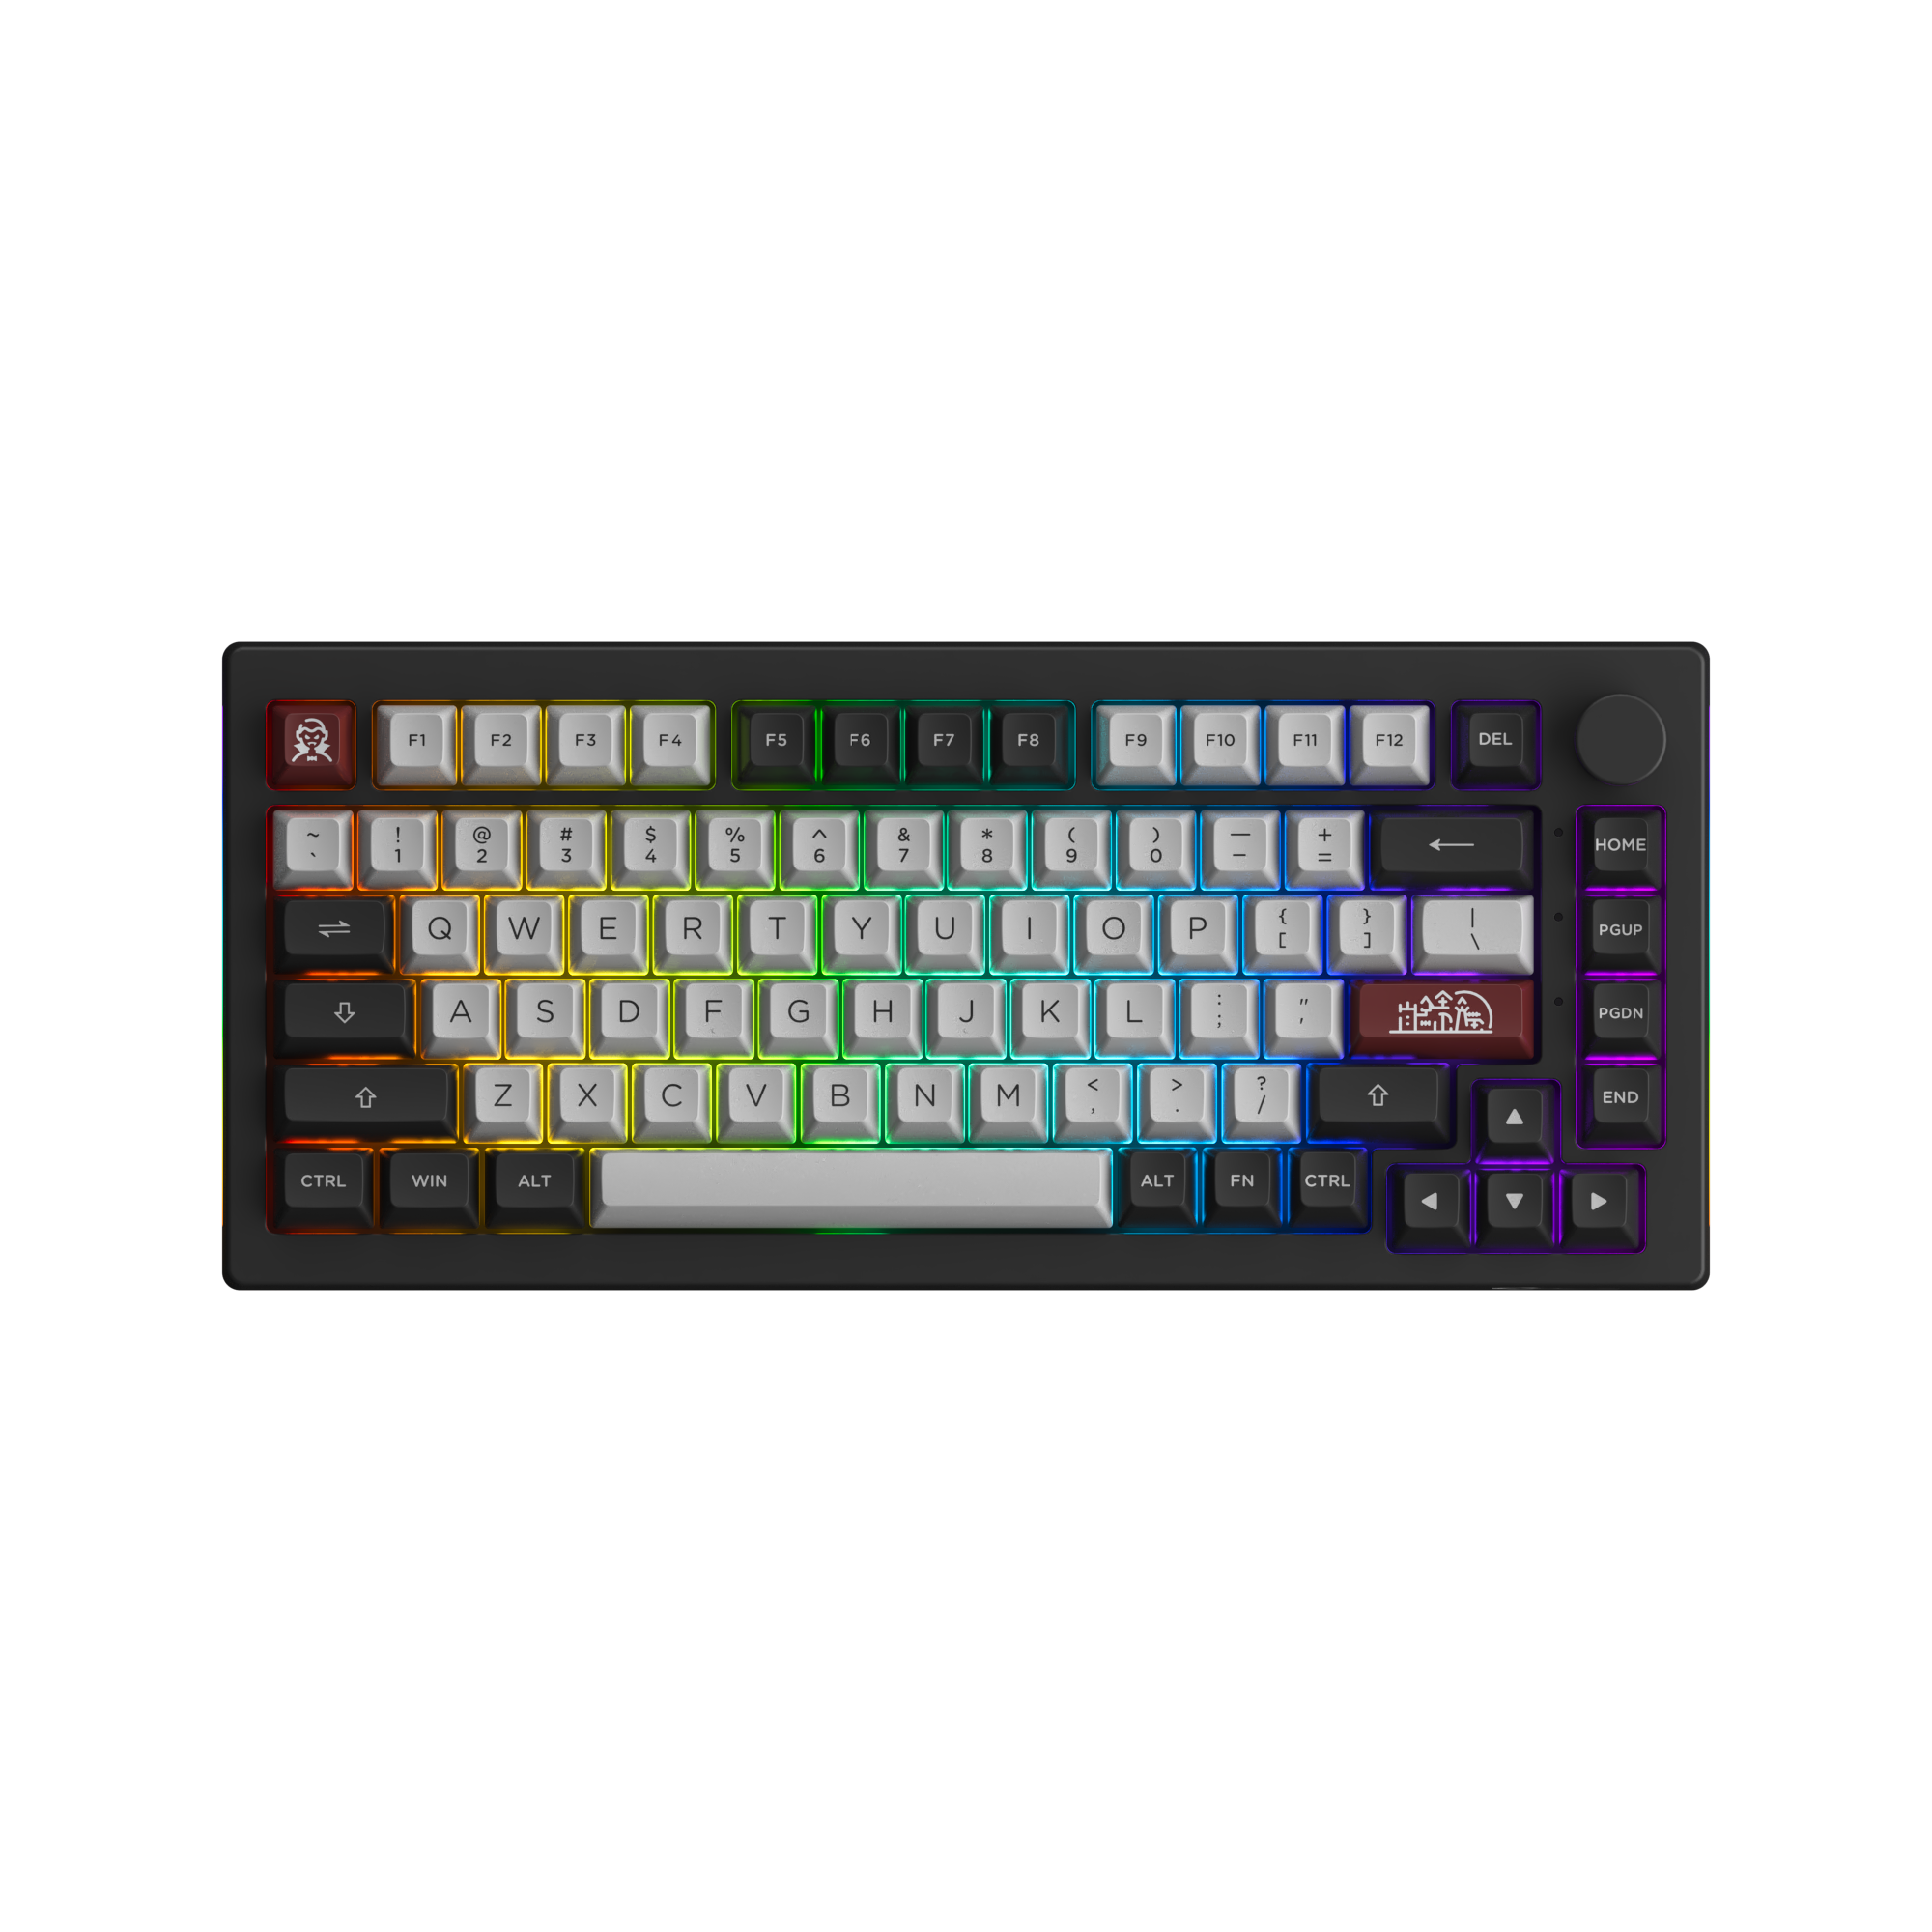 F1 F2 F3 F4 F5 F6 F7 F8 F9 F10 F11 F12 DEL
~ ! @ # $ % ^ & * ( ) — +
` 1 2 3 4 5 6 7 8 9 0 – = ← HOME
Q W E R T Y U I O P { } | PGUP
[ ] \
A S D F G H J K L : " PGDN
; '
Z X C V B N M < > ? END
, . /
CTRL WIN ALT ALT FN CTRL